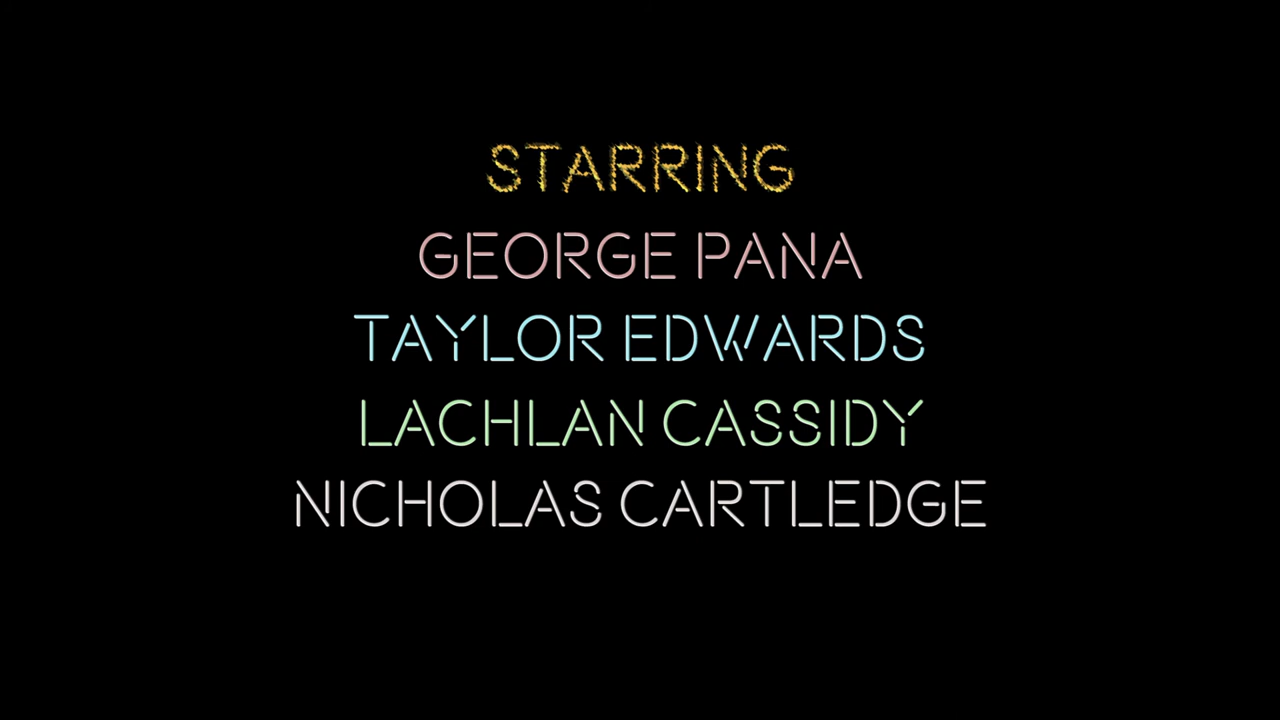 STARRING
GEORGE PANA
TAYLOR EDWARDS
LACHLAN CASSIDY
NICHOLAS CARTLEDGE